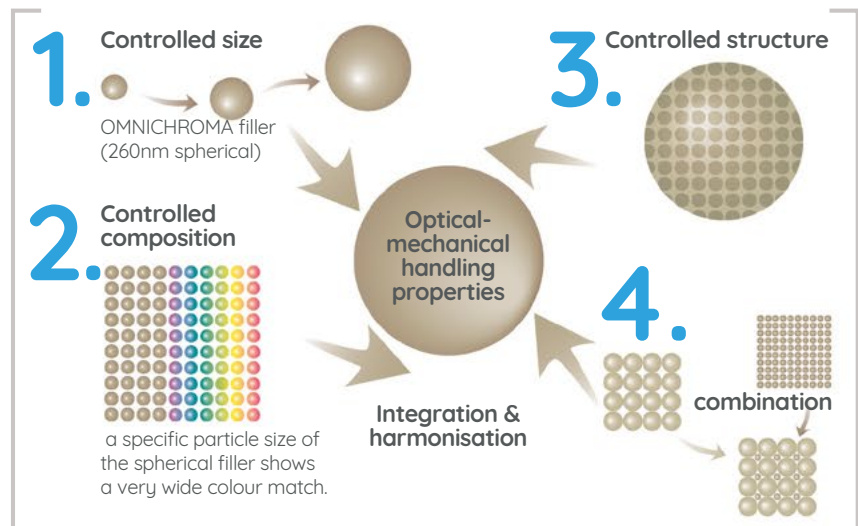 1.
Controlled size
OMNICHROMA filler
(260nm spherical)
2.
Controlled
composition
a specific particle size of
the spherical filler shows
a very wide colour match.
3.
Controlled structure
Optical-
mechanical
handling
properties
Integration &
harmonisation
4.
combination